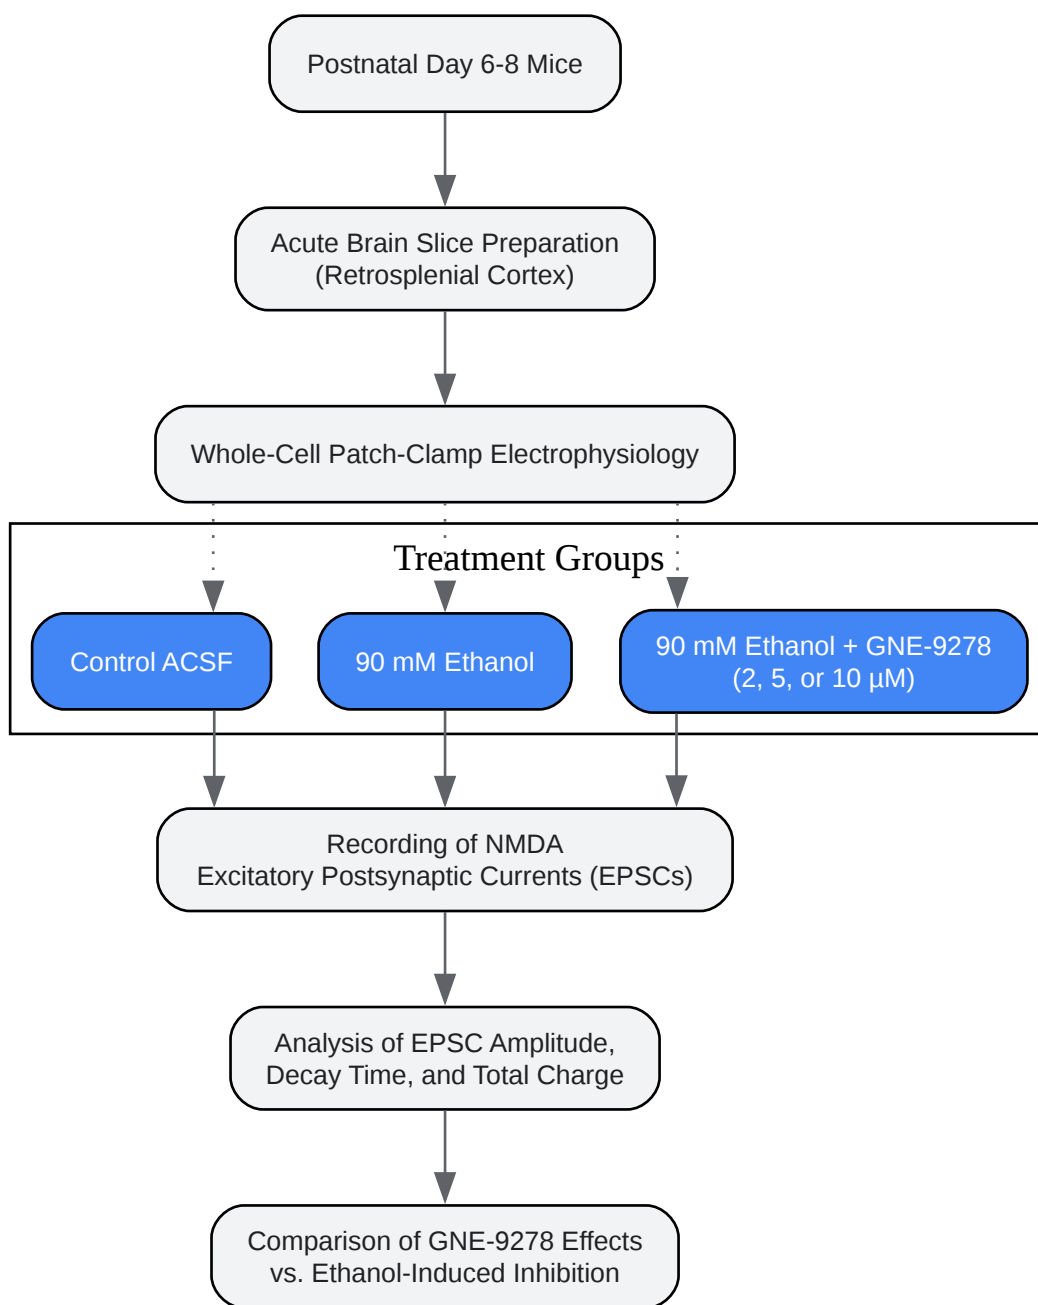 Postnatal Day 6-8 Mice
Acute Brain Slice Preparation
(Retrosplenial Cortex)
Whole-Cell Patch-Clamp Electrophysiology
Treatment Groups
Control ACSF
90 mM Ethanol
90 mM Ethanol + GNE-9278
(2, 5, or 10 µM)
Recording of NMDA
Excitatory Postsynaptic Currents (EPSCs)
Analysis of EPSC Amplitude,
Decay Time, and Total Charge
Comparison of GNE-9278 Effects
vs. Ethanol-Induced Inhibition